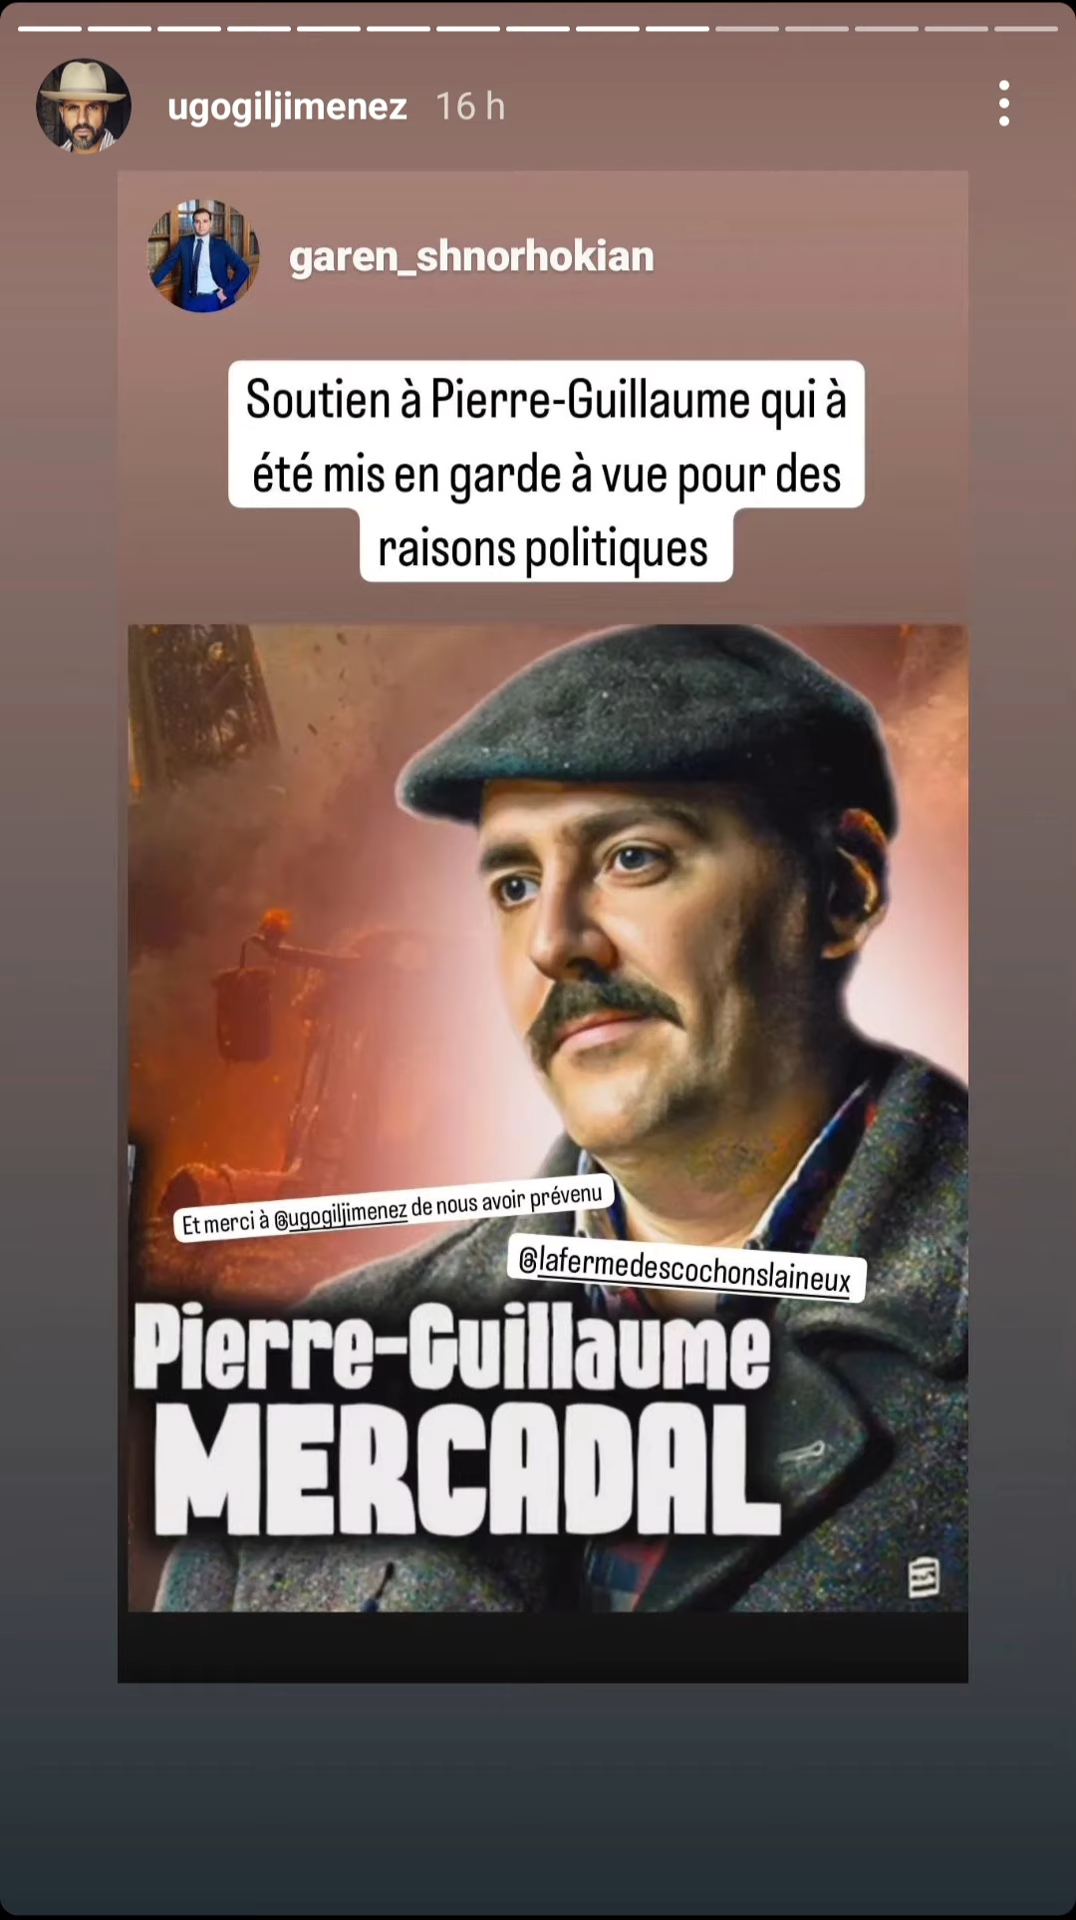 ugogiljimenez 16 h
garen_shnorhokian
Soutien à Pierre-Guillaume qui à
été mis en garde à vue pour des
raisons politiques
Et merci à @ugogiljimenez de nous avoir prévenu
@lafermedescochonslaineux
Pierre-Guillaume
MERCADAL